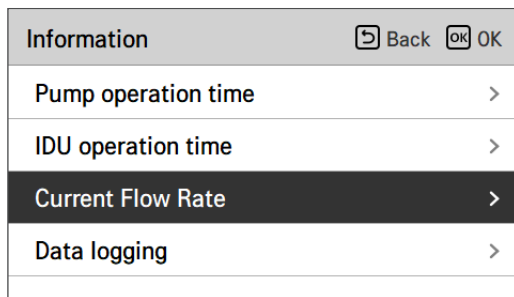 Information Back OK OK
Pump operation time
IDU operation time
Current Flow Rate
Data logging